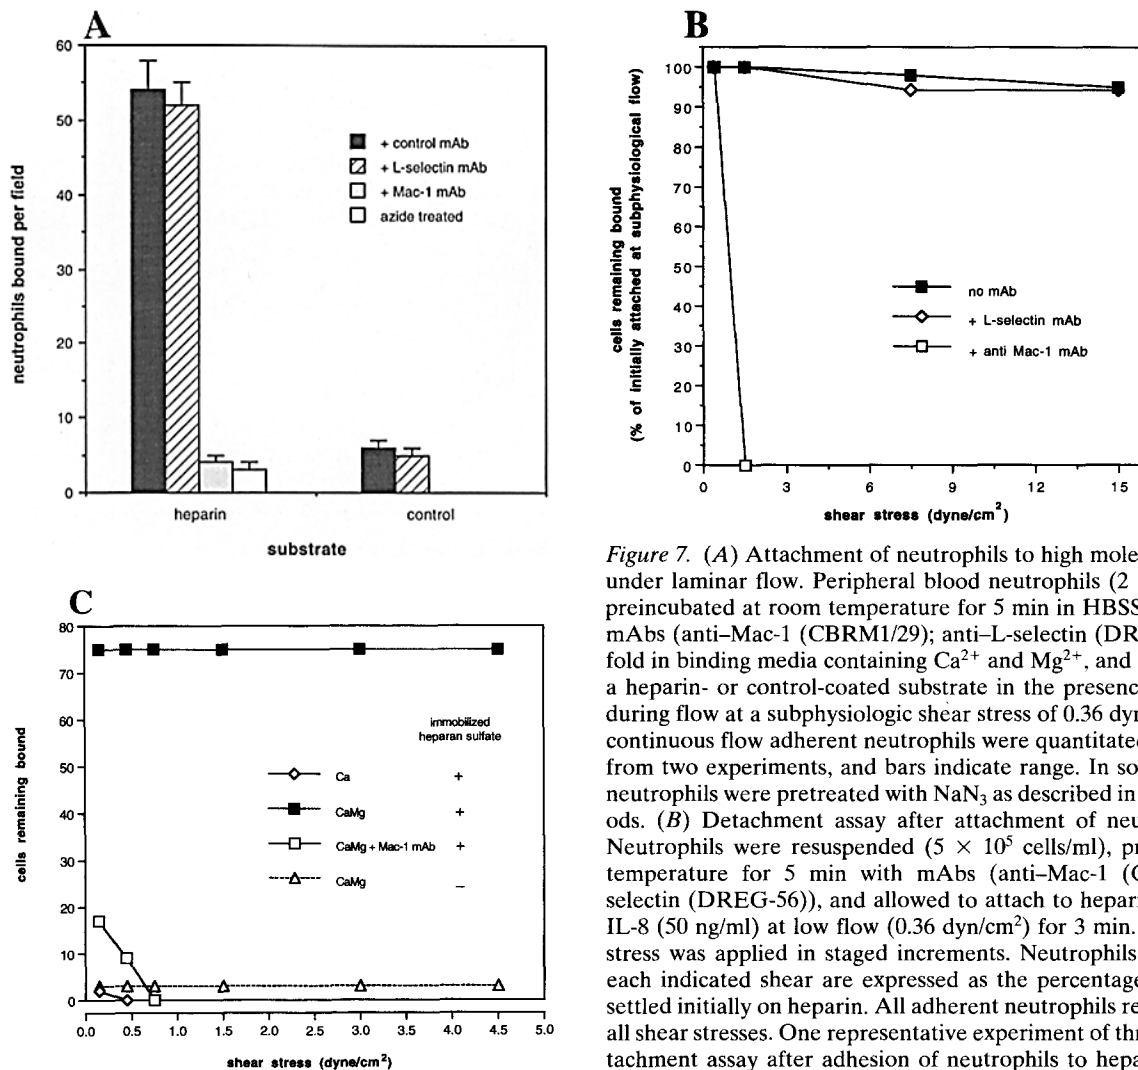 A
60
50
40
30
20
10
0
neutrophils bound per field
+ control mAb
+ L-selectin mAb
+ Mac-1 mAb
azide treated
heparin
control
substrate
B
100
90
80
70
60
50
40
30
20
10
0
cells remaining bound
(% of initially attached at subphysiological flow)
no mAb
+ L-selectin mAb
+ anti Mac-1 mAb
0 3 6 9 12 15
shear stress (dyne/cm²)
C
80
70
60
50
40
30
20
10
0
cells remaining bound
immobilized
heparan sulfate
Ca +
CaMg +
CaMg + Mac-1 mAb +
CaMg –
0.0 0.5 1.0 1.5 2.0 2.5 3.0 3.5 4.0 4.5 5.0
shear stress (dyne/cm²)
Figure 7. (A) Attachment of neutrophils to high mole
under laminar flow. Peripheral blood neutrophils (2
preincubated at room temperature for 5 min in HBSS
mAbs (anti–Mac-1 (CBRM1/29); anti–L-selectin (DR
fold in binding media containing Ca²⁺ and Mg²⁺, and
a heparin- or control-coated substrate in the presenc
during flow at a subphysiologic shear stress of 0.36 dyn
continuous flow adherent neutrophils were quantitated
from two experiments, and bars indicate range. In so
neutrophils were pretreated with NaN₃ as described in
ods. (B) Detachment assay after attachment of neu
Neutrophils were resuspended (5 × 10⁵ cells/ml), pr
temperature for 5 min with mAbs (anti–Mac-1 (C
selectin (DREG-56)), and allowed to attach to hepari
IL-8 (50 ng/ml) at low flow (0.36 dyn/cm²) for 3 min.
stress was applied in staged increments. Neutrophils
each indicated shear are expressed as the percentage
settled initially on heparin. All adherent neutrophils re
all shear stresses. One representative experiment of thr
tachment assay after adhesion of neutrophils to hepa